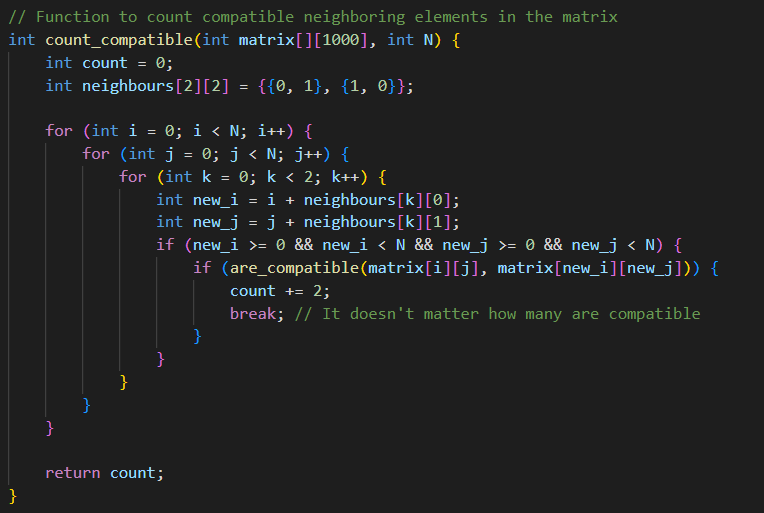 // Function to count compatible neighboring elements in the matrix
int count_compatible(int matrix[][1000], int N) {
    int count = 0;
    int neighbours[2][2] = {{0, 1}, {1, 0}};

    for (int i = 0; i < N; i++) {
        for (int j = 0; j < N; j++) {
            for (int k = 0; k < 2; k++) {
                int new_i = i + neighbours[k][0];
                int new_j = j + neighbours[k][1];
                if (new_i >= 0 && new_i < N && new_j >= 0 && new_j < N) {
                    if (are_compatible(matrix[i][j], matrix[new_i][new_j])) {
                        count += 2;
                        break; // It doesn't matter how many are compatible
                    }
                }
            }
        }
    }

    return count;
}